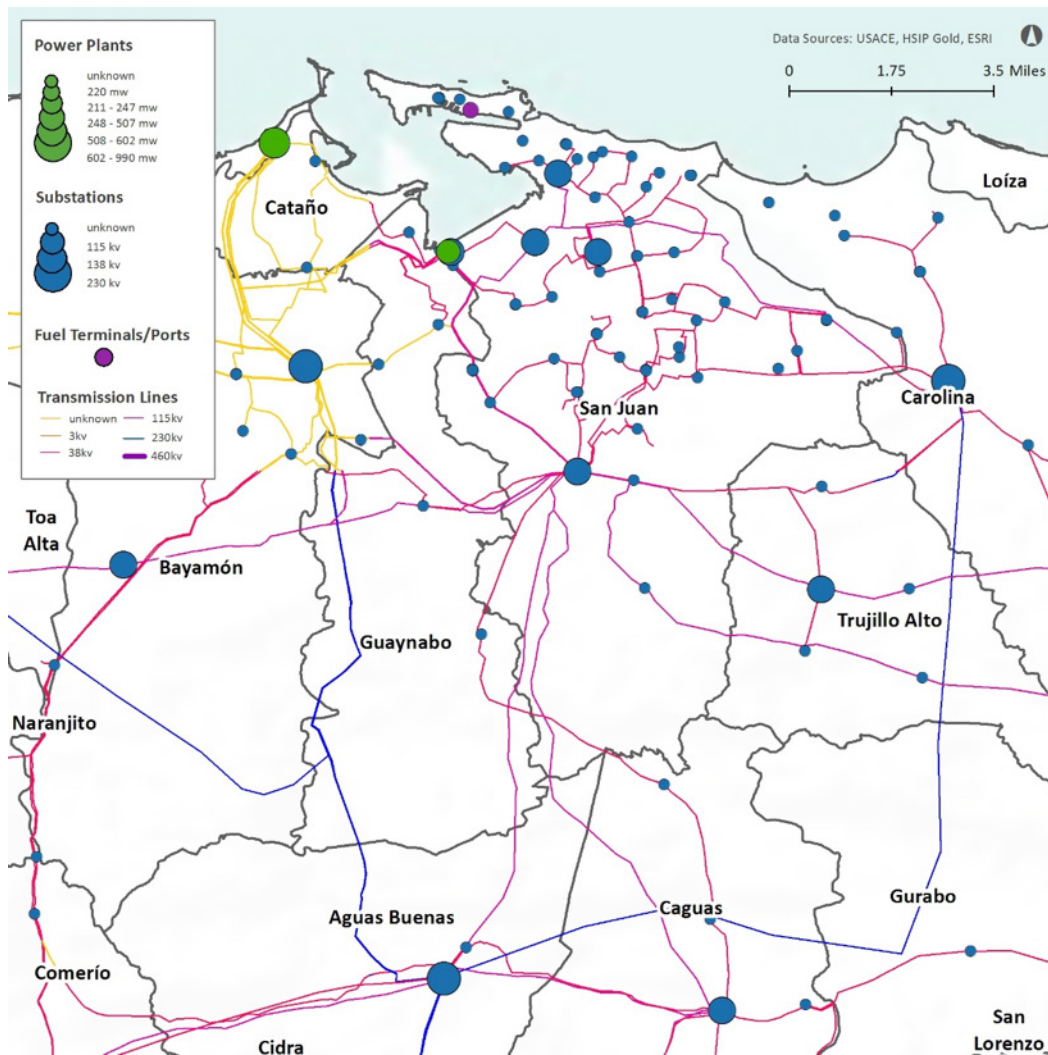 Power Plants
unknown
220 mw
211 - 247 mw
248 - 507 mw
508 - 602 mw
602 - 990 mw
Substations
unknown
115 kv
138 kv
230 kv
Fuel Terminals/Ports
Transmission Lines
unknown
115kv
3kv
230kv
38kv
460kv
Data Sources: USACE, HSIP Gold, ESRI
0 1.75 3.5 Miles
Loíza
Cataño
Carolina
San Juan
Toa
Alta
Bayamón
Trujillo Alto
Guaynabo
Naranjito
Gurabo
Caguas
Aguas Buenas
Comerío
San
Lorenzo
Cidra